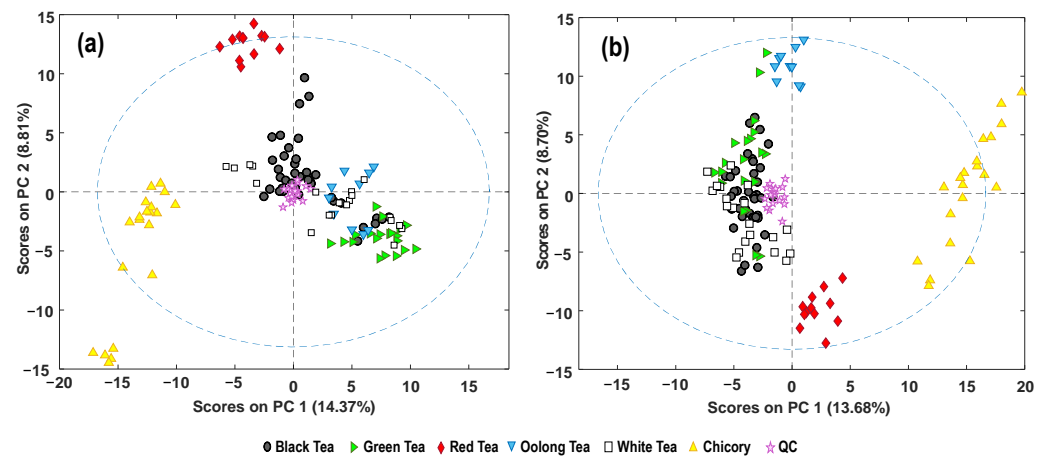 (a)
15
10
5
0
−5
−10
−15
−20 −15 −10 −5 0 5 10 15
Scores on PC 2 (8.81%)
Scores on PC 1 (14.37%)
(b)
15
10
5
0
−5
−10
−15
−15 −10 −5 0 5 10 15 20
Scores on PC 2 (8.70%)
Scores on PC 1 (13.68%)
Black Tea Green Tea Red Tea Oolong Tea White Tea Chicory QC